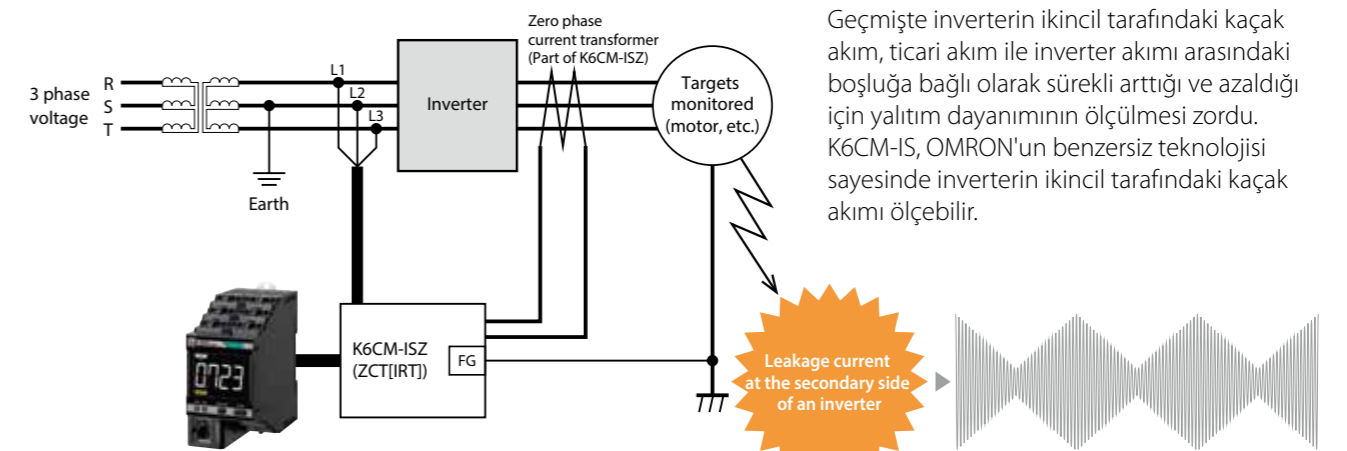 Zero phase
current transformer
(Part of K6CM-ISZ)
3 phase
voltage
R
S
T
L1
L2
L3
Inverter
Targets
monitored
(motor, etc.)
Earth
Geçmişte inverterin ikincil tarafındaki kaçak
akım, ticari akım ile inverter akımı arasındaki
boşluğa bağlı olarak sürekli arttığı ve azaldığı
için yalıtım dayanımının ölçülmesi zordu.
K6CM-IS, OMRON'un benzersiz teknolojisi
sayesinde inverterin ikincil tarafındaki kaçak
akımı ölçebilir.
0723
K6CM-ISZ
(ZCT[IRT])
FG
Leakage current
at the secondary side
of an inverter